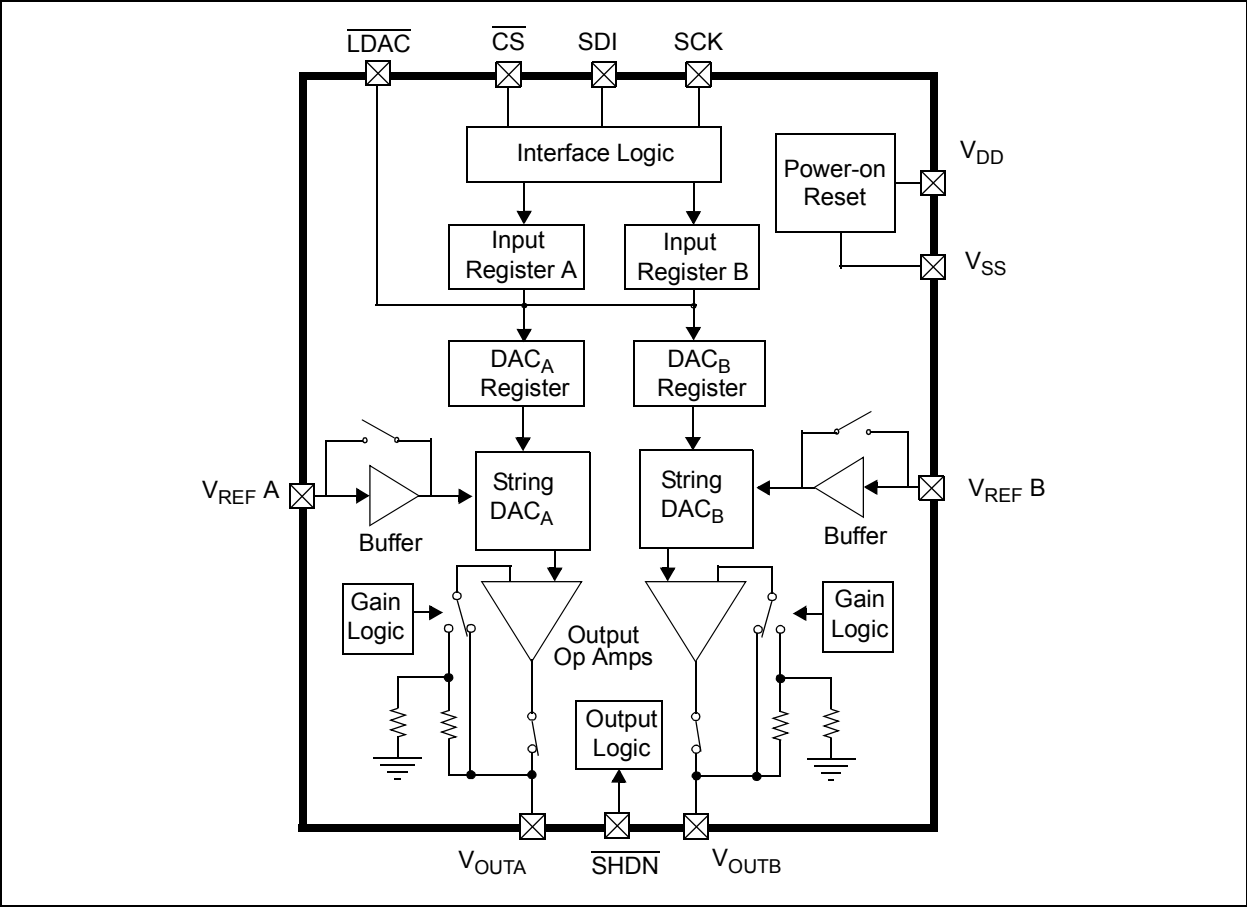 LDAC CS SDI SCK
Interface Logic
Power-on
Reset
VDD
VSS
Input
Register A
Input
Register B
DACA
Register
DACB
Register
VREF A
Buffer
String
DACA
String
DACB
Buffer
VREF B
Gain
Logic
Output
Op Amps
Gain
Logic
Output
Logic
VOUTA
SHDN
VOUTB